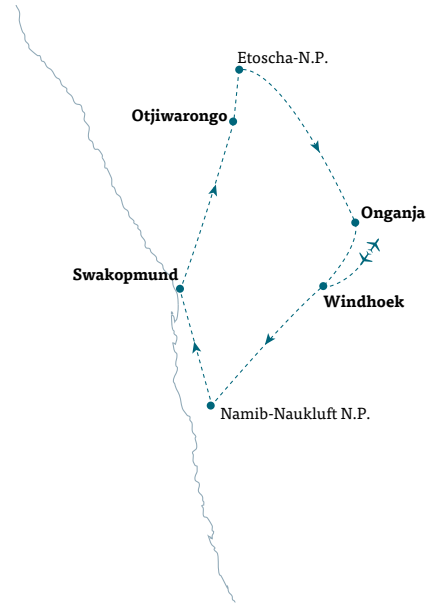 Etoscha-N.P.
Otjiwarongo
Onganja
Swakopmund
Windhoek
Namib-Naukluft N.P.